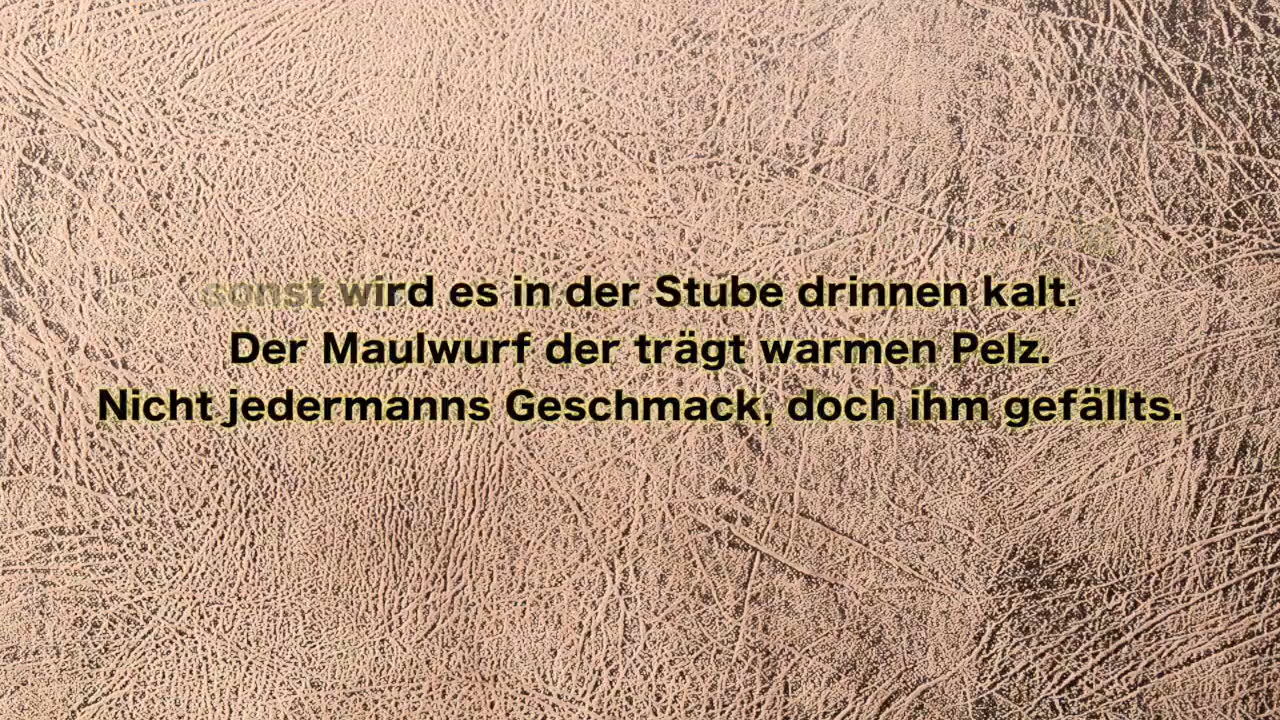 sonst wird es in der Stube drinnen kalt.
Der Maulwurf der trägt warmen Pelz.
Nicht jedermanns Geschmack, doch ihm gefällts.